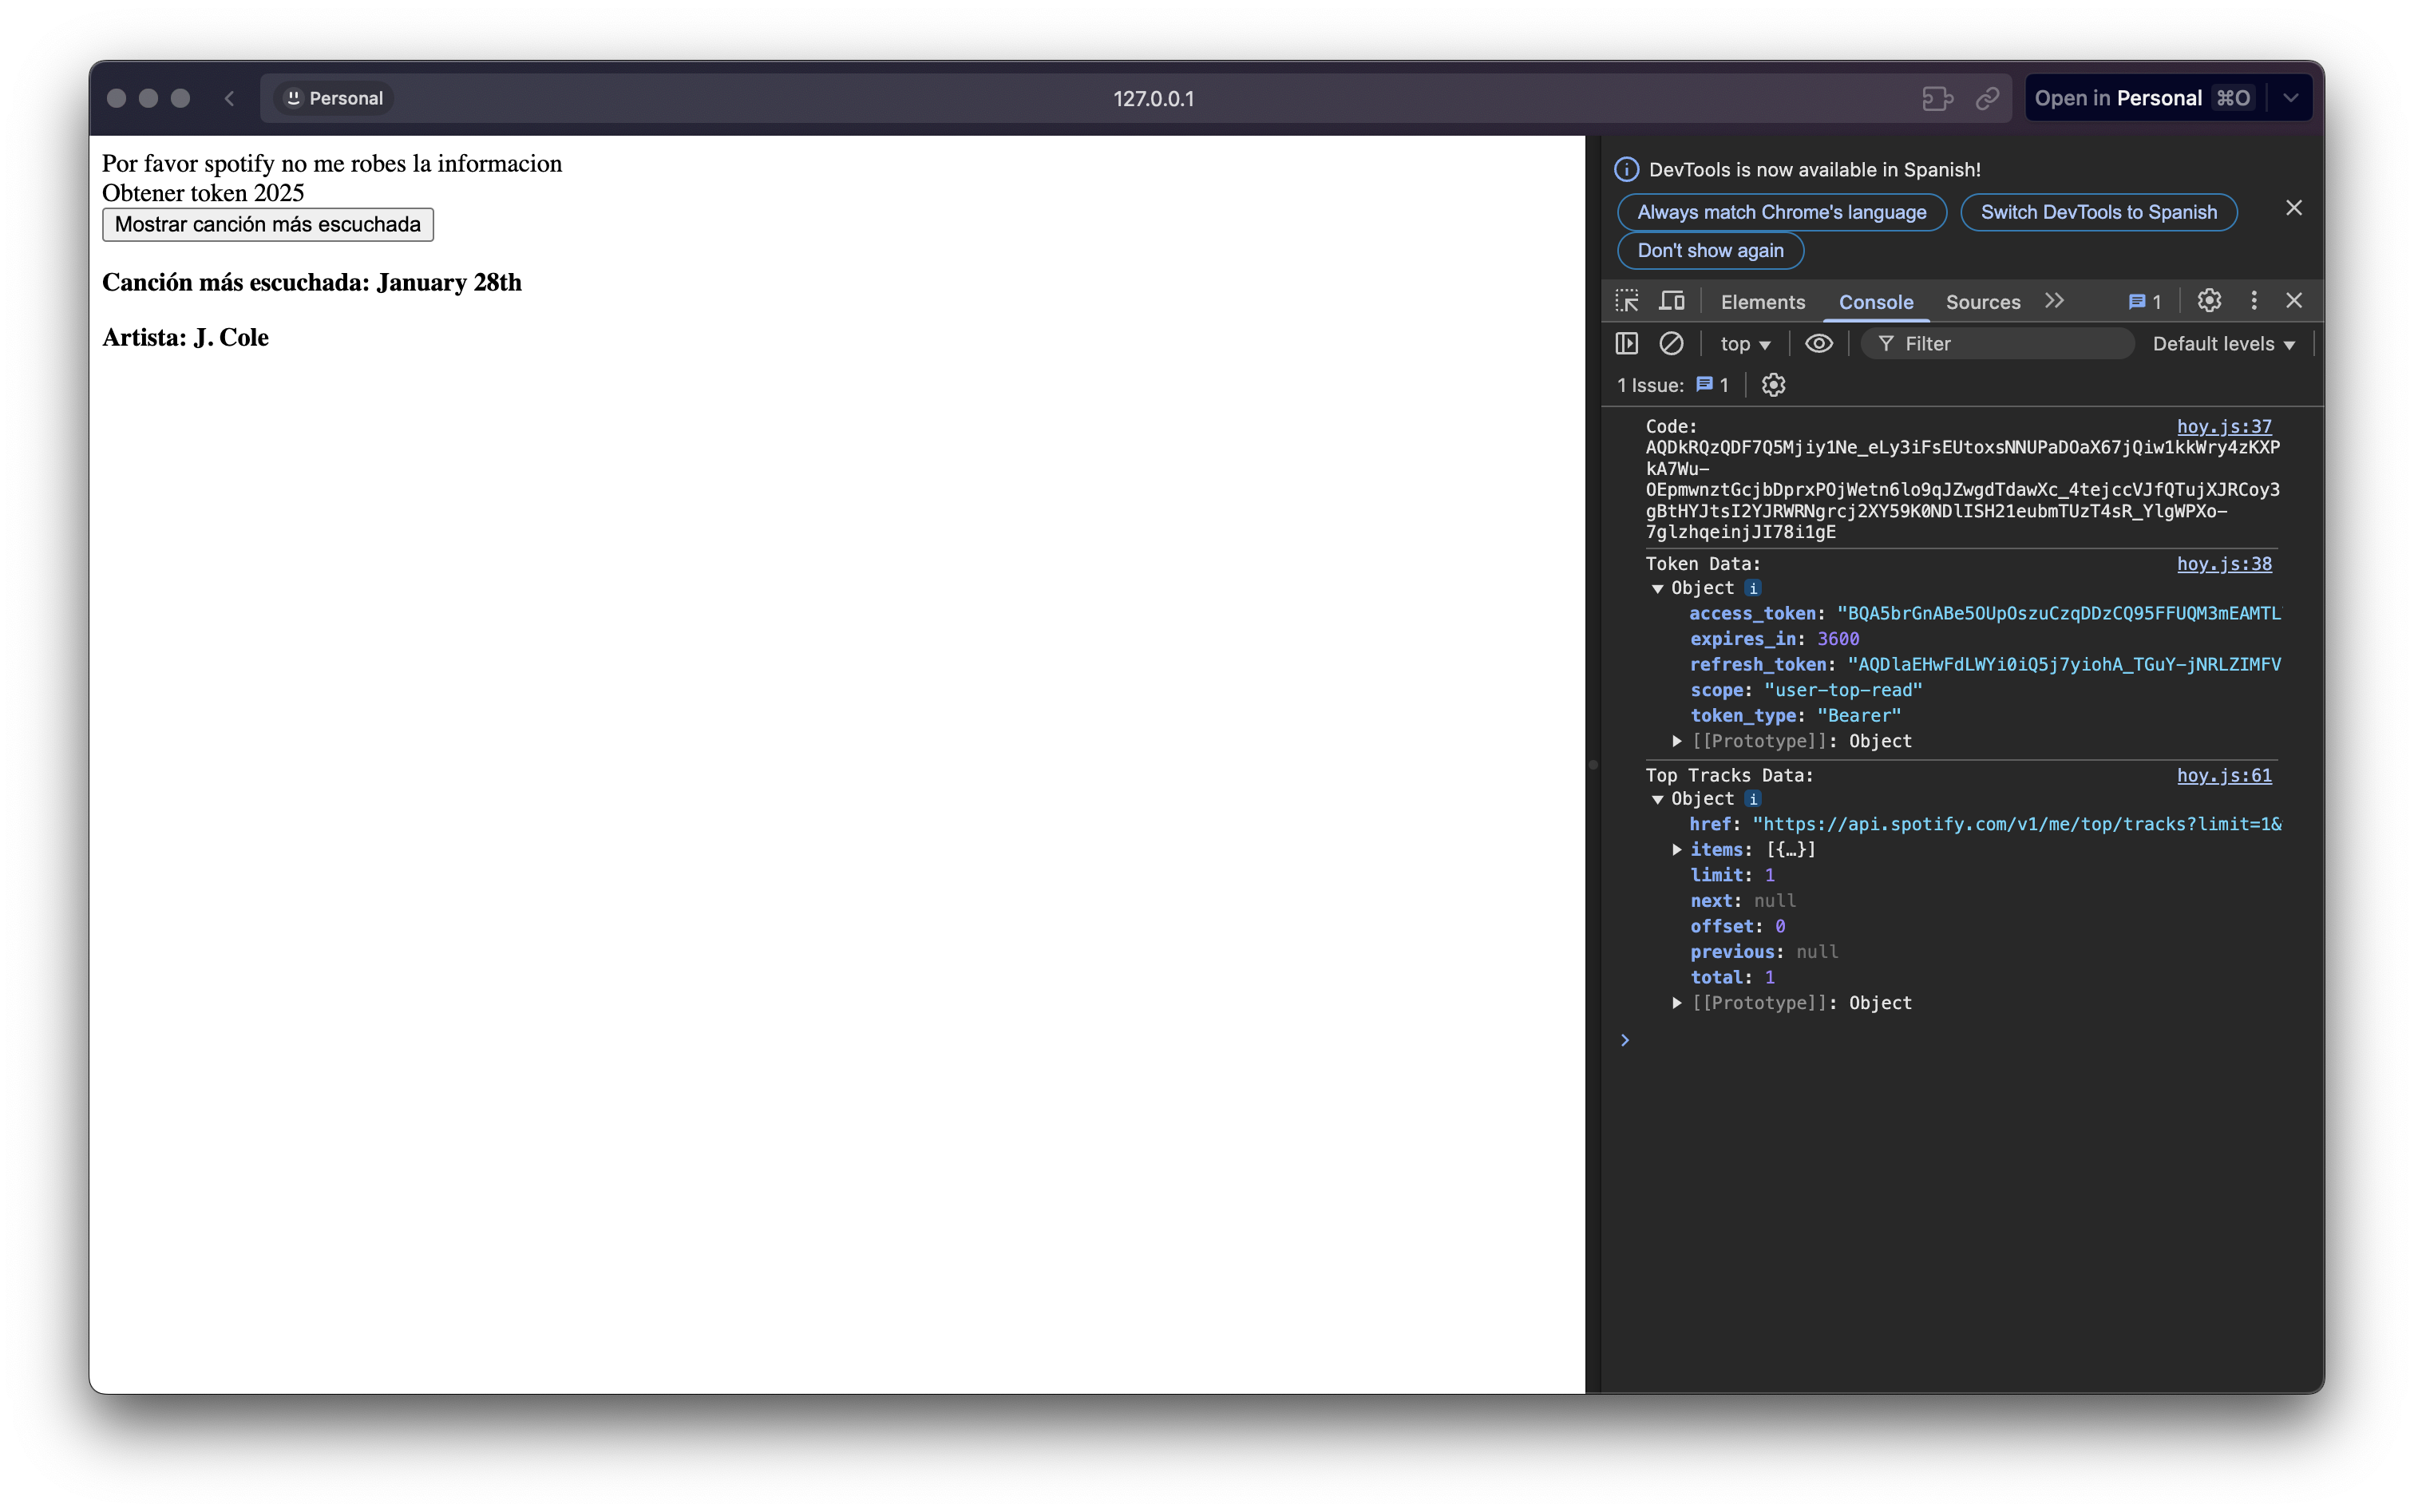 Personal
127.0.0.1
Open in Personal ⌘O
Por favor spotify no me robes la informacion
Obtener token 2025
Mostrar canción más escuchada
Canción más escuchada: January 28th
Artista: J. Cole
DevTools is now available in Spanish!
Always match Chrome's language
Switch DevTools to Spanish
Don't show again
Elements Console Sources 1
top Filter Default levels
1 Issue: 1
Code: hoy.js:37
AQDkRQzQDF7Q5Mjiy1Ne_eLy3iFsEUtoxsNNUPaDOaX67jQiw1kkWry4zKXP
kA7Wu-
OEpmwnztGcjbDprxPOjWetn6lo9qJZwgdTdawXc_4tejccVJfQTujXJRCoy3
gBtHYJtsI2YJRWRNgrcj2XY59K0NDlISH21eubmTUzT4sR_YlgWPXo-
7glzhqeinjJI78i1gE
Token Data: hoy.js:38
Object i
access_token: "BQA5brGnABe5OUpOszuCzqDDzCQ95FFUQM3mEAMTL
expires_in: 3600
refresh_token: "AQDlaEHwFdLWYi0iQ5j7yiohA_TGuY-jNRLZIMFV
scope: "user-top-read"
token_type: "Bearer"
[[Prototype]]: Object
Top Tracks Data: hoy.js:61
Object i
href: "https://api.spotify.com/v1/me/top/tracks?limit=1&
items: [{…}]
limit: 1
next: null
offset: 0
previous: null
total: 1
[[Prototype]]: Object